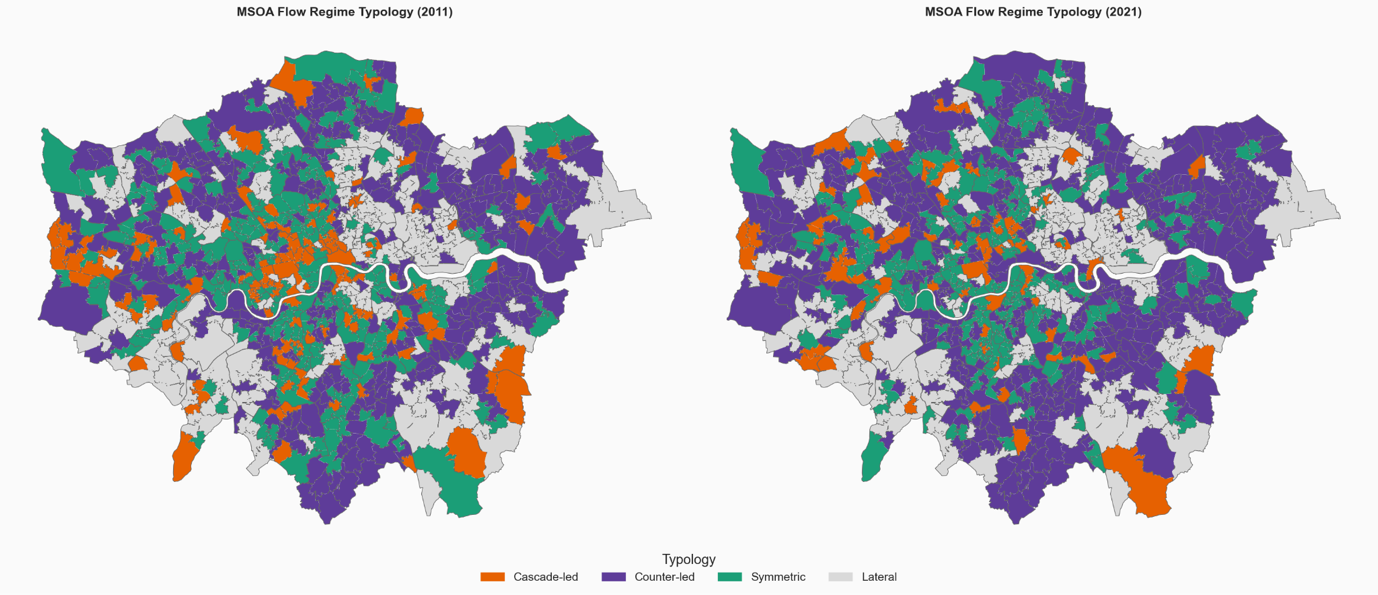 MSOA Flow Regime Typology (2011)
MSOA Flow Regime Typology (2021)
Typology
Cascade-led
Counter-led
Symmetric
Lateral